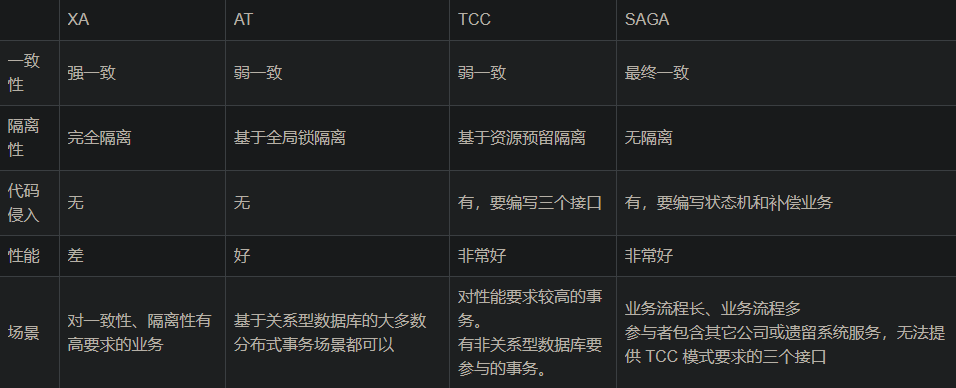 XA AT TCC SAGA
一致
性
强一致 弱一致 弱一致 最终一致
隔离
性
完全隔离 基于全局锁隔离 基于资源预留隔离 无隔离
代码
侵入
无 无 有，要编写三个接口 有，要编写状态机和补偿业务
性能 差 好 非常好 非常好
场景
对一致性、隔离性有
高要求的业务
基于关系型数据库的大多数
分布式事务场景都可以
对性能要求较高的事
务。
有非关系型数据库要
参与的事务。
业务流程长、业务流程多
参与者包含其它公司或遗留系统服务，无法提
供 TCC 模式要求的三个接口